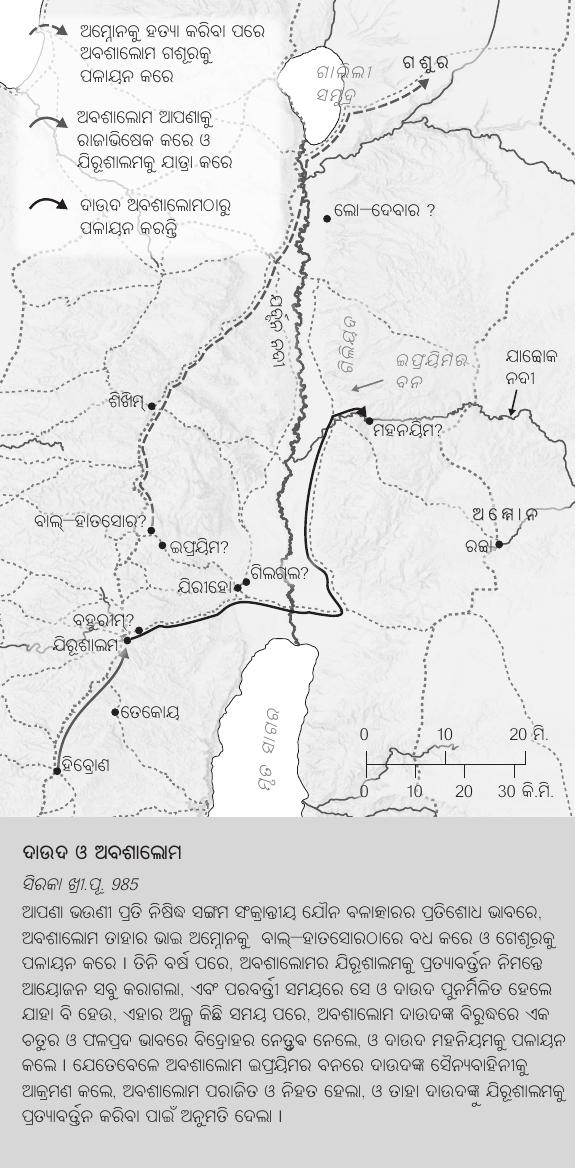 ଅମ୍ନୋନକୁ ହତ୍ୟା କରିବା ପରେ
ଅବଶାଲୋମ ଗଶୂରକୁ
ପଳାୟନ କରେ
ଅବଶାଲୋମ ଆପଣାକୁ
ରାଜାଭିଷେକ କରେ ଓ
ଯିରୂଶାଲମକୁ ଯାତ୍ରା କରେ
ଦାଉଦ ଅବଶାଲୋମଠାରୁ
ପଳାୟନ କରନ୍ତି
ଗାଲିଲୀ
ସମୁଦ୍ର
ଗଶୁର
ଲୋ–ଦେବାର ?
ଯର୍ଦ୍ଦନ ନଦୀ
ଗିଲିୟଦ
ଇଫ୍ରୟିମର
ବନ
ଯାବ୍ବୋକ
ନଦୀ
ଶିଖିମ୍
ମହନୟିମ?
ବାଲ୍–ହାତସୋର?
ଇଫ୍ରୟିମ?
ଅମ୍ମୋନ
ରବ୍ବା
ଗିଲଗଲ?
ଯିରୀହୋ
ବହୁରୀମ୍?
ଯିରୂଶାଲମ
ତେକୋୟ
ହିବ୍ରୋଣ
ମୃତ ସାଗର
0 10 20 ମି.
0 10 20 30 କି.ମି.
ଦାଉଦ ଓ ଅବଶାଲୋମ
ସିରକା ଖ୍ରୀ.ପୂ. 985
ଆପଣା ଭଉଣୀ ପ୍ରତି ନିଷିଦ୍ଧ ସଙ୍ଗମ ସଂକ୍ରାନ୍ତୀୟ ଯୌନ ବଳାତ୍କାରର ପ୍ରତିଶୋଧ ଭାବରେ,
ଅବଶାଲୋମ ତାହାର ଭାଇ ଅମ୍ନୋନକୁ ବାଲ୍–ହାତସୋରଠାରେ ବଧ କରେ ଓ ଗେଶୂରକୁ
ପଳାୟନ କରେ । ତିନି ବର୍ଷ ପରେ, ଅବଶାଲୋମର ଯିରୂଶାଲମକୁ ପ୍ରତ୍ୟାବର୍ତ୍ତନ ନିମନ୍ତେ
ଆୟୋଜନ ସବୁ କରାଗଲା, ଏବଂ ପରବର୍ତ୍ତୀ ସମୟରେ ସେ ଓ ଦାଉଦ ପୁନର୍ମିଳିତ ହେଲେ
ଯାହା ବି ହେଉ, ଏହାର ଅଳ୍ପ କିଛି ସମୟ ପରେ, ଅବଶାଲୋମ ଦାଉଦଙ୍କ ବିରୁଦ୍ଧରେ ଏକ
ଚତୁର ଓ ଫଳପ୍ରଦ ଭାବରେ ବିଦ୍ରୋହର ନେତୃତ୍ତ୍ଵ ନେଲେ, ଓ ଦାଉଦ ମହନିୟମକୁ ପଳାୟନ
କଲେ । ଯେତେବେଳେ ଅବଶାଲୋମ ଇଫ୍ରୟିମର ବନରେ ଦାଉଦଙ୍କ ସୈନ୍ୟବାହିନୀକୁ
ଆକ୍ରମଣ କଲେ, ଅବଶାଲୋମ ପରାଜିତ ଓ ନିହତ ହେଲା, ଓ ତାହା ଦାଉଦଙ୍କୁ ଯିରୂଶାଲମକୁ
ପ୍ରତ୍ୟାବର୍ତ୍ତନ କରିବା ପାଇଁ ଅନୁମତି ଦେଲା ।